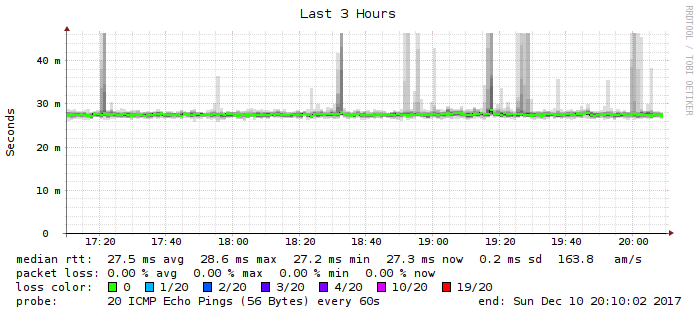 Last 3 Hours
RRDTOOL / TOBI OETIKER
Seconds
40 m
30 m
20 m
10 m
0
17:20 17:40 18:00 18:20 18:40 19:00 19:20 19:40 20:00
median rtt: 27.5 ms avg 28.6 ms max 27.2 ms min 27.3 ms now 0.2 ms sd 163.8 am/s
packet loss: 0.00 % avg 0.00 % max 0.00 % min 0.00 % now
loss color: 0 1/20 2/20 3/20 4/20 10/20 19/20
probe: 20 ICMP Echo Pings (56 Bytes) every 60s end: Sun Dec 10 20:10:02 2017